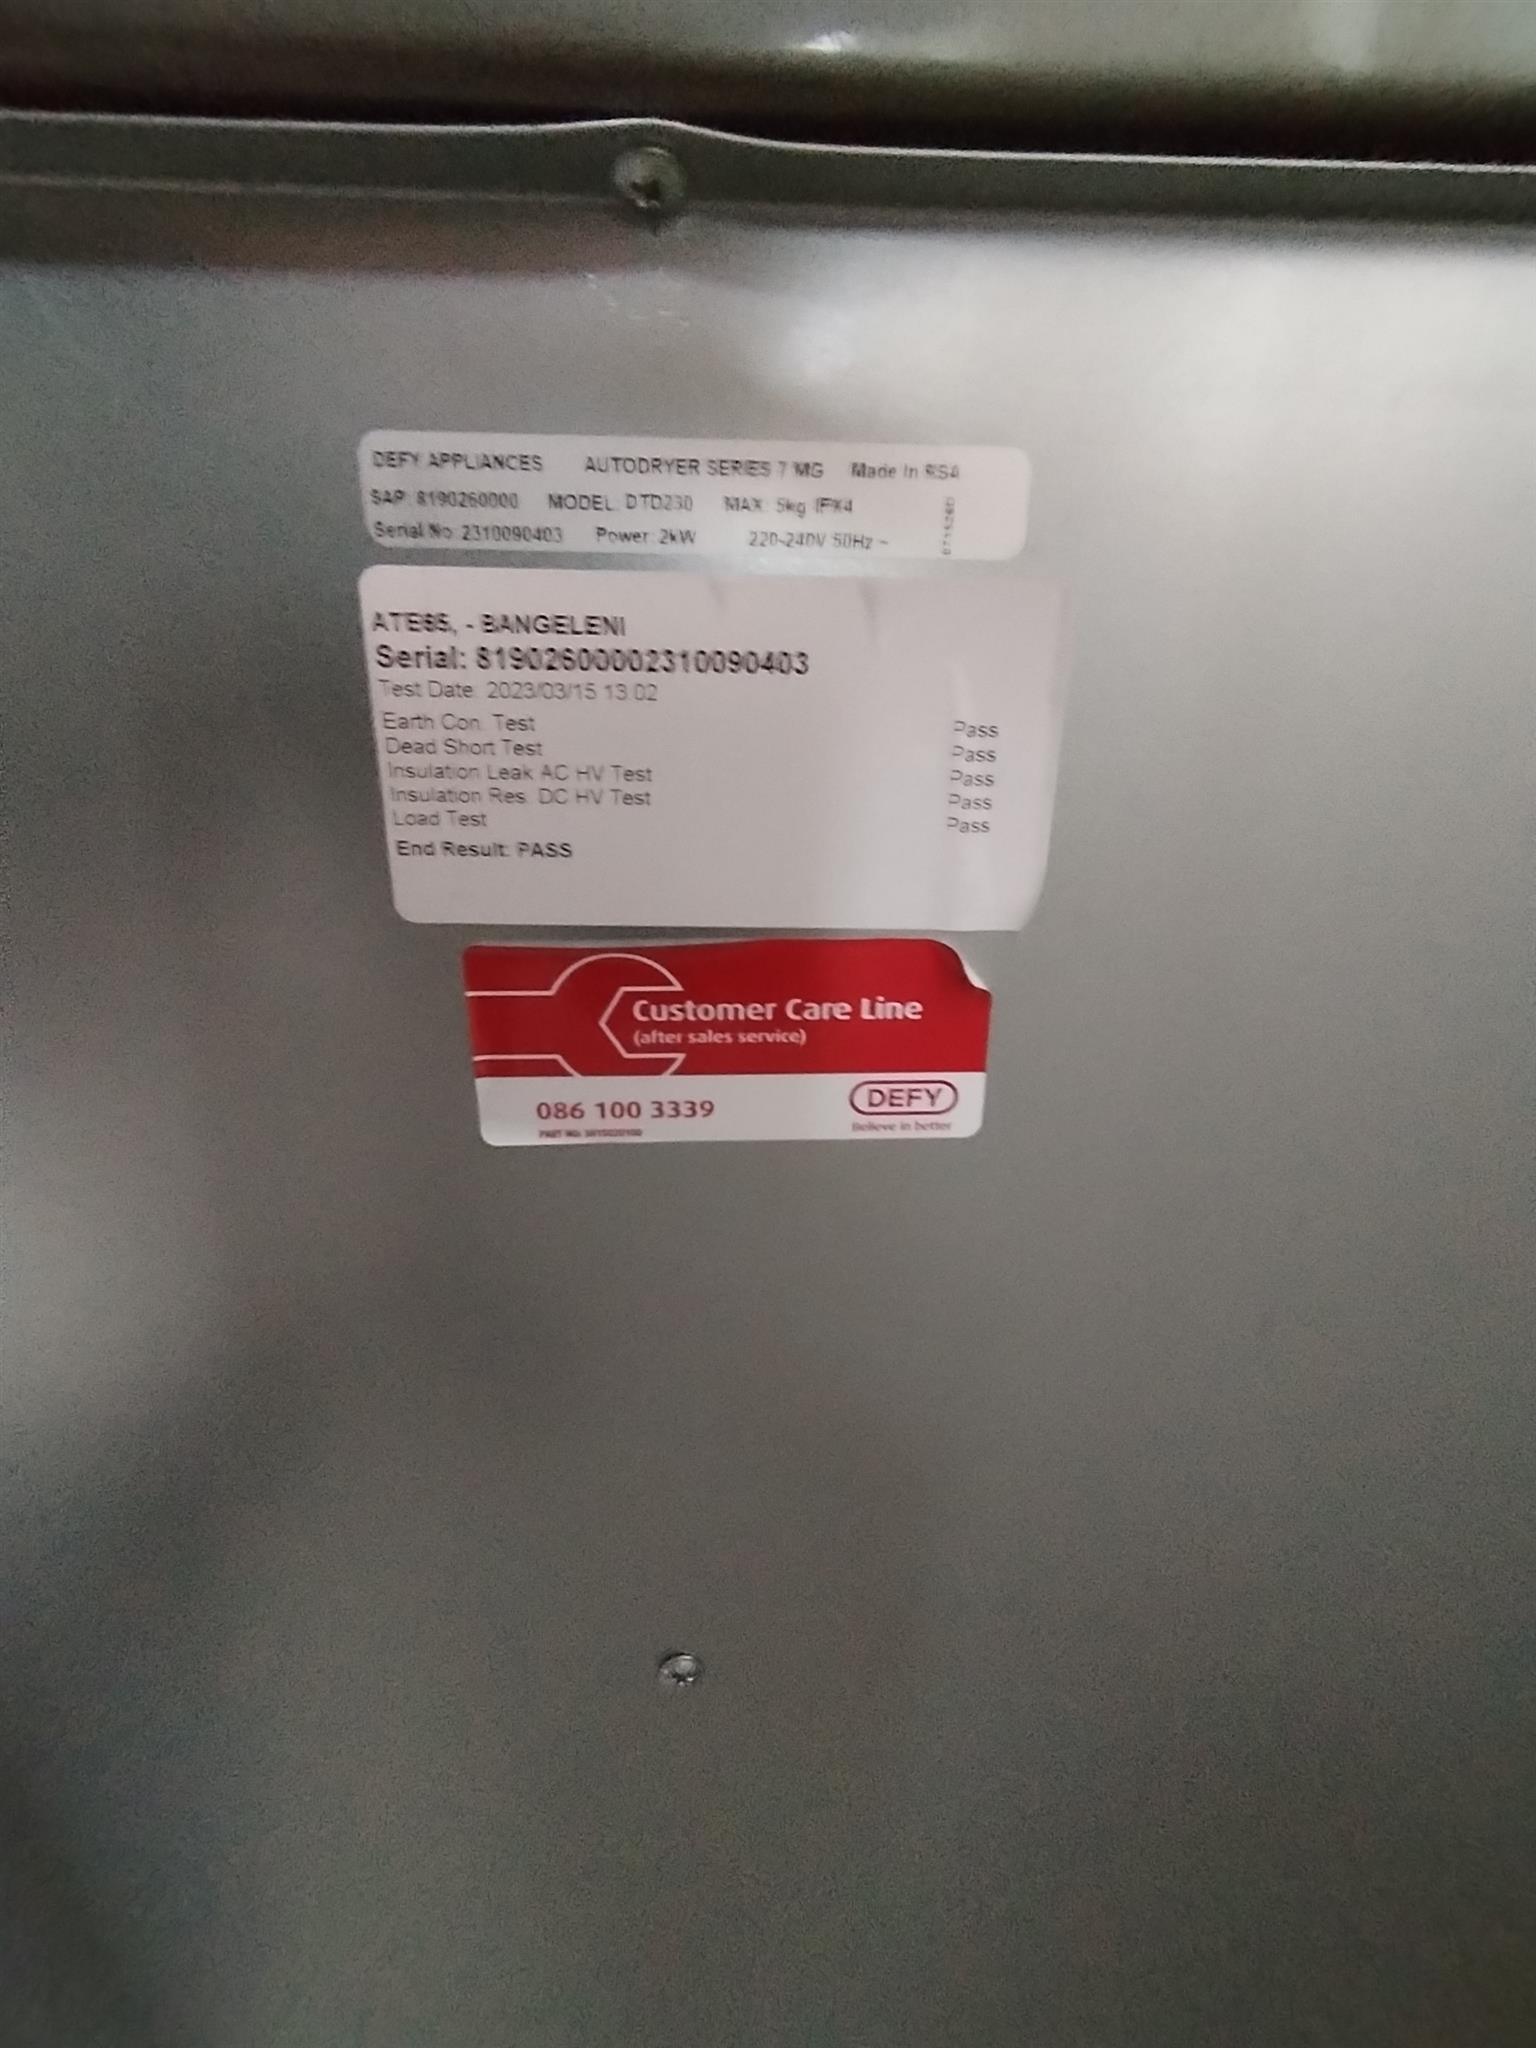 DEFY APPLIANCES AUTODRYER SERIES 7 MG Made In RSA
SAP: 8190260000 MODEL: DTD230 MAX: 5kg IPX4
Serial No: 2310090403 Power: 2kW 220-240V 50Hz ~
ATE65, - BANGELENI
Serial: 81902600002310090403
Test Date: 2023/03/15 13:02
Earth Con. Test Pass
Dead Short Test Pass
Insulation Leak AC HV Test Pass
Insulation Res. DC HV Test Pass
Load Test Pass
End Result: PASS
Customer Care Line
(after sales service)
086 100 3339
DEFY
PART NO:
Believe in better